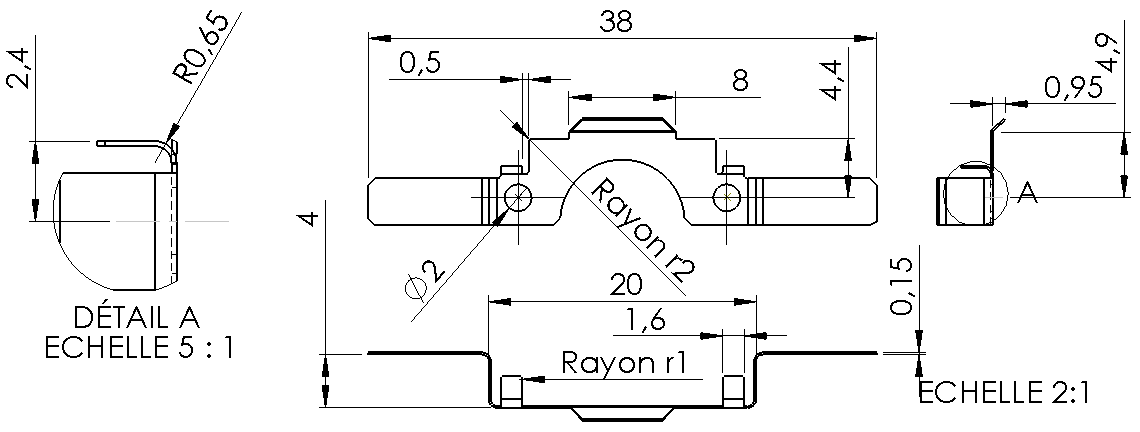 38
0,5
8
4,4
4,9
0,95
2,4
R0,65
A
Rayon r2
Ø2
4
20
0,15
1,6
DÉTAIL A
ECHELLE 5 : 1
Rayon r1
ECHELLE 2:1